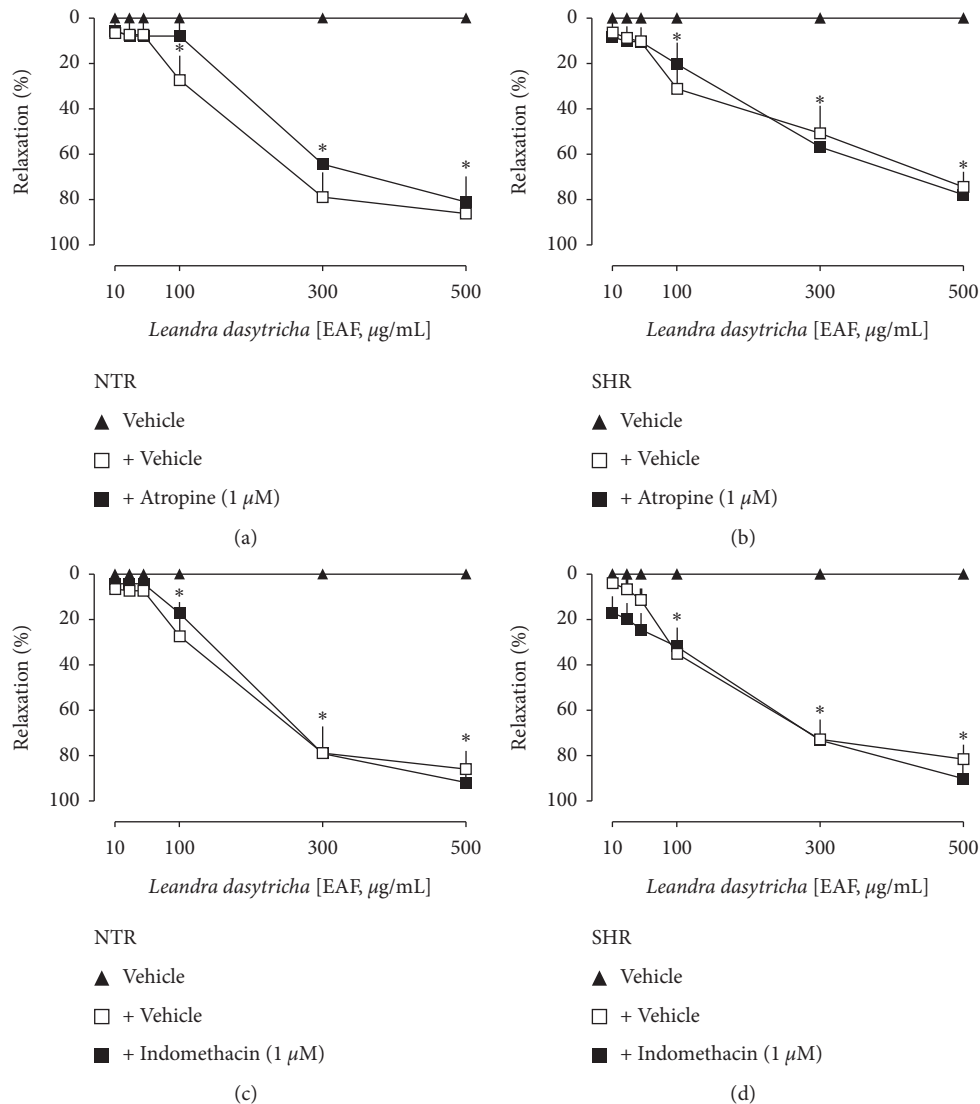 0
20
40
60
80
100
Relaxation (%)
*
*
*
10 100 300 500
Leandra dasytricha [EAF, μg/mL]
NTR
Vehicle
+ Vehicle
+ Atropine (1 μM)
(a)
0
20
40
60
80
100
Relaxation (%)
*
*
*
10 100 300 500
Leandra dasytricha [EAF, μg/mL]
SHR
Vehicle
+ Vehicle
+ Atropine (1 μM)
(b)
0
20
40
60
80
100
Relaxation (%)
*
*
*
10 100 300 500
Leandra dasytricha [EAF, μg/mL]
NTR
Vehicle
+ Vehicle
+ Indomethacin (1 μM)
(c)
0
20
40
60
80
100
Relaxation (%)
*
*
*
10 100 300 500
Leandra dasytricha [EAF, μg/mL]
SHR
Vehicle
+ Vehicle
+ Indomethacin (1 μM)
(d)